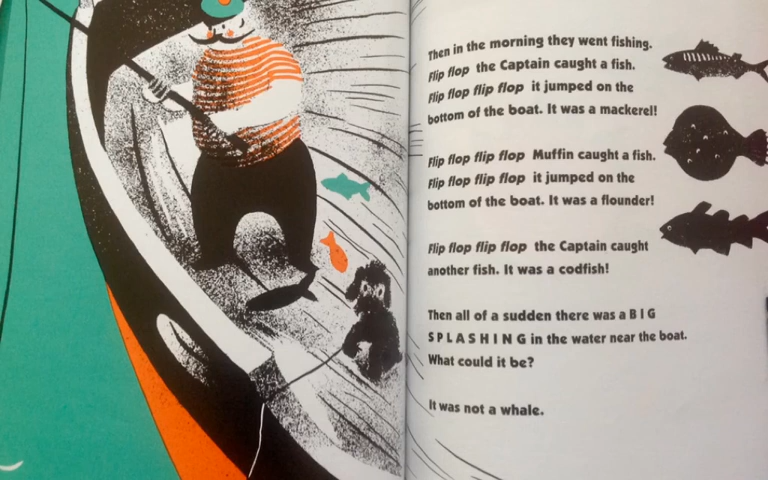 Then in the morning they went fishing.
Flip flop the Captain caught a fish.
Flip flop flip flop it jumped on the
bottom of the boat. It was a mackerel!
Flip flop flip flop Muffin caught a fish.
Flip flop flip flop it jumped on the
bottom of the boat. It was a flounder!
Flip flop flip flop the Captain caught
another fish. It was a codfish!
Then all of a sudden there was a B I G
S P L A S H I N G in the water near the boat.
What could it be?
It was not a whale.